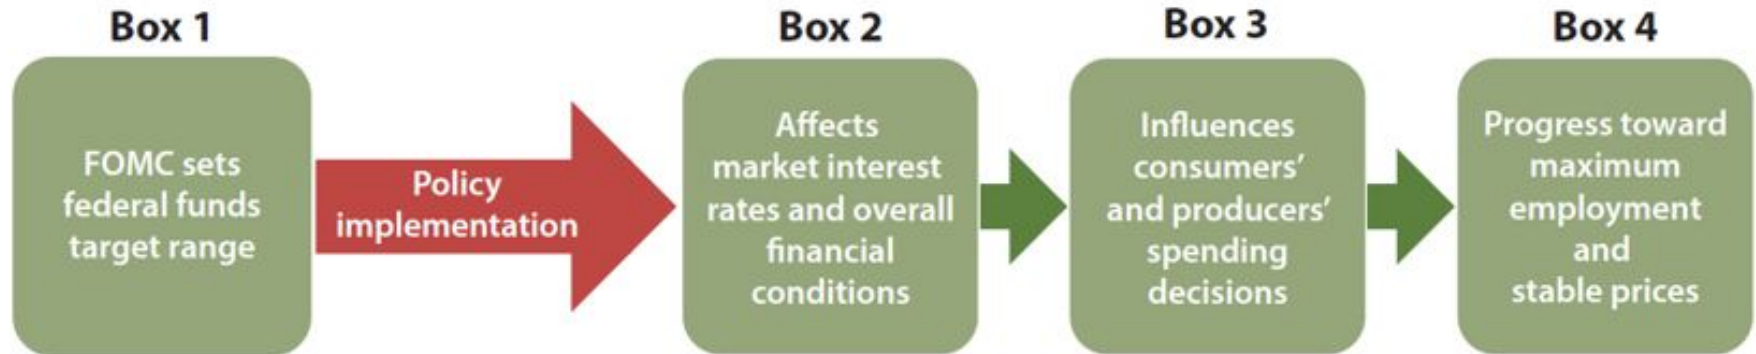 Box 1
FOMC sets
federal funds
target range
Policy
implementation
Box 2
Affects
market interest
rates and overall
financial
conditions
Box 3
Influences
consumers’
and producers’
spending
decisions
Box 4
Progress toward
maximum
employment
and
stable prices